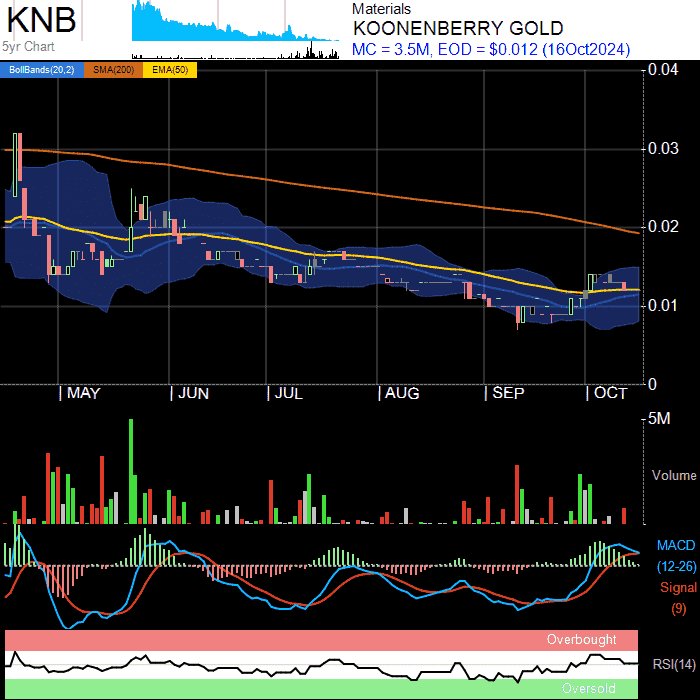 KNB
5yr Chart
Materials
KOONENBERRY GOLD
MC = 3.5M, EOD = $0.012 (16Oct2024)
BollBands(20,2) SMA(200) EMA(50)
0.04
0.03
0.02
0.01
0
MAY JUN JUL AUG SEP OCT
5M
Volume
MACD
(12-26)
Signal
(9)
Overbought
RSI(14)
Oversold